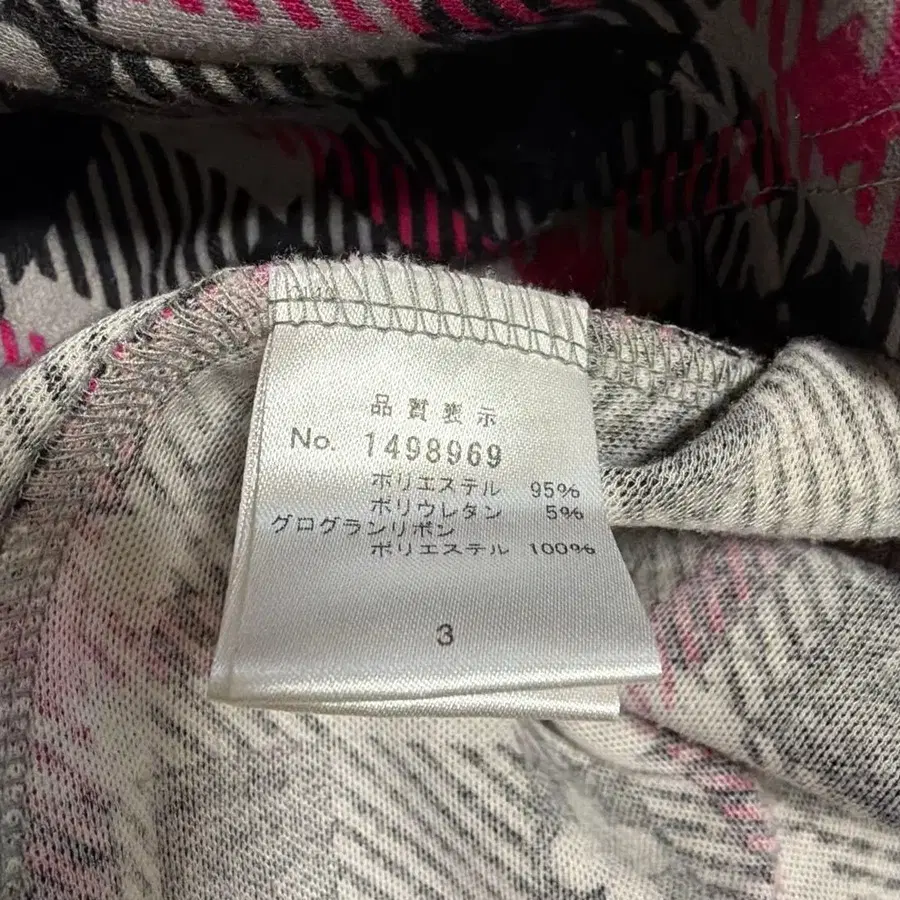 品質表示
No. 1498969
ポリエステル 95%
ポリウレタン 5%
グログランリボン
ポリエステル 100%
3